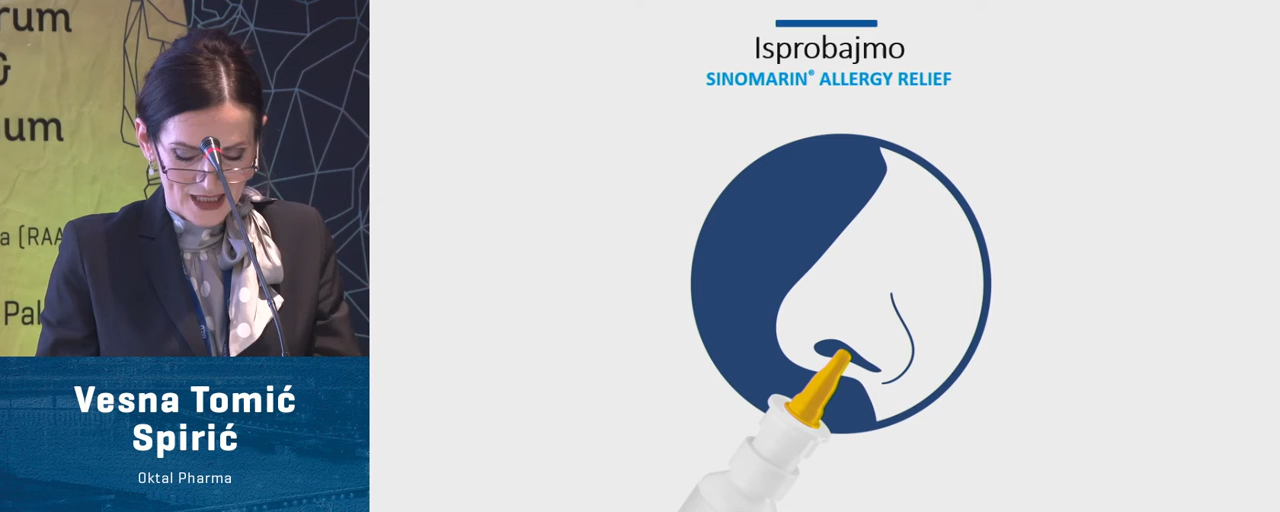 rum
&
um
a (RAA
Pal
Vesna Tomić
Spirić
Oktal Pharma
Isprobajmo
SINOMARIN® ALLERGY RELIEF